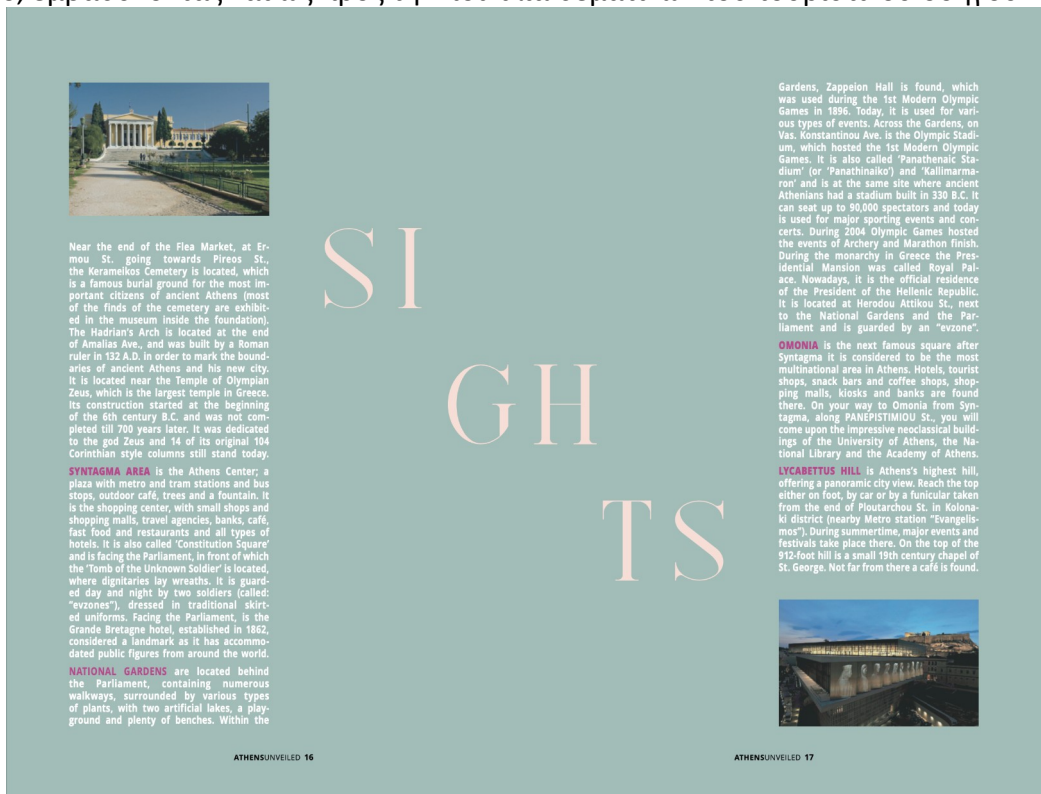 Near the end of the Flea Market, at Er-
mou St. going towards Pireos St.,
the Kerameikos Cemetery is located, which
is a famous burial ground for the most im-
portant citizens of ancient Athens (most
of the finds of the cemetery are exhibit-
ed in the museum inside the foundation).
The Hadrian's Arch is located at the end
of Amalias Ave., and was built by a Roman
ruler in 132 A.D. in order to mark the bound-
aries of ancient Athens and his new city.
It is located near the Temple of Olympian
Zeus, which is the largest temple in Greece.
Its construction started at the beginning
of the 6th century B.C. and was not com-
pleted till 700 years later. It was dedicated
to the god Zeus and 14 of its original 104
Corinthian style columns still stand today.
SYNTAGMA AREA is the Athens Center; a
plaza with metro and tram stations and bus
stops, outdoor café, trees and a fountain. It
is the shopping center, with small shops and
shopping malls, travel agencies, banks, café,
fast food and restaurants and all types of
hotels. It is also called 'Constitution Square'
and is facing the Parliament, in front of which
the 'Tomb of the Unknown Soldier' is located,
where dignitaries lay wreaths. It is guard-
ed day and night by two soldiers (called:
"evzones"), dressed in traditional skirt-
ed uniforms. Facing the Parliament, is the
Grande Bretagne hotel, established in 1862,
considered a landmark as it has accommo-
dated public figures from around the world.
NATIONAL GARDENS are located behind
the Parliament, containing numerous
walkways, surrounded by various types
of plants, with two artificial lakes, a play-
ground and plenty of benches. Within the
ATHENSUNVEILED 16
SI
GH
TS
Gardens, Zappeion Hall is found, which
was used during the 1st Modern Olympic
Games in 1896. Today, it is used for vari-
ous types of events. Across the Gardens, on
Vas. Konstantinou Ave. is the Olympic Stadi-
um, which hosted the 1st Modern Olympic
Games. It is also called 'Panathenaic Sta-
dium' (or 'Panathinaiko') and 'Kallimarma-
ron' and is at the same site where ancient
Athenians had a stadium built in 330 B.C. It
can seat up to 90,000 spectators and today
is used for major sporting events and con-
certs. During 2004 Olympic Games hosted
the events of Archery and Marathon finish.
During the monarchy in Greece the Pres-
idential Mansion was called Royal Pal-
ace. Nowadays, it is the official residence
of the President of the Hellenic Republic.
It is located at Herodou Attikou St., next
to the National Gardens and the Par-
liament and is guarded by an "evzone".
OMONIA is the next famous square after
Syntagma it is considered to be the most
multinational area in Athens. Hotels, tourist
shops, snack bars and coffee shops, shop-
ping malls, kiosks and banks are found
there. On your way to Omonia from Syn-
tagma, along PANEPISTIMIOU St., you will
come upon the impressive neoclassical build-
ings of the University of Athens, the Na-
tional Library and the Academy of Athens.
LYCABETTUS HILL is Athens's highest hill,
offering a panoramic city view. Reach the top
either on foot, by car or by a funicular taken
from the end of Ploutarchou St. in Kolona-
ki district (nearby Metro station "Evangelis-
mos"). During summertime, major events and
festivals take place there. On the top of the
912-foot hill is a small 19th century chapel of
St. George. Not far from there a café is found.
ATHENSUNVEILED 17